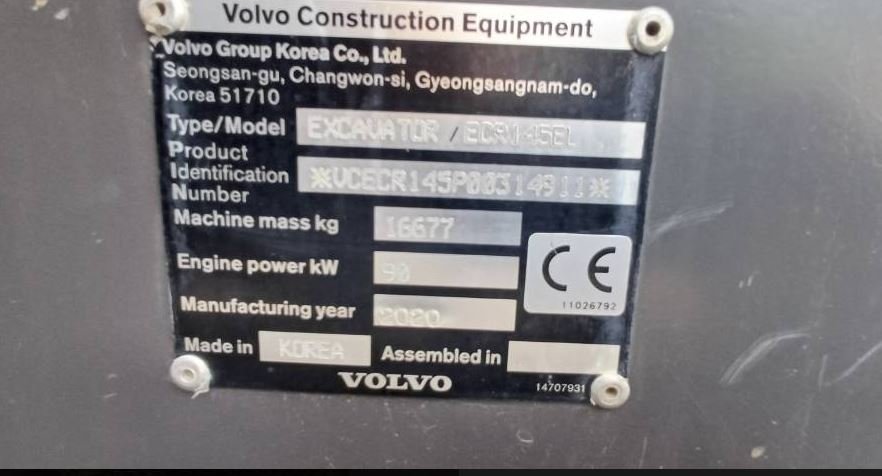 Volvo Construction Equipment
Volvo Group Korea Co., Ltd.
Seongsan-gu, Changwon-si, Gyeongsangnam-do,
Korea 51710
Type/Model EXCAVATOR / ECR145EL
Product
Identification ※VCECR145P00314911※
Number
Machine mass kg 16677
Engine power kW 90
Manufacturing year 2020
CE
11026792
Made in KOREA Assembled in
VOLVO 14707931